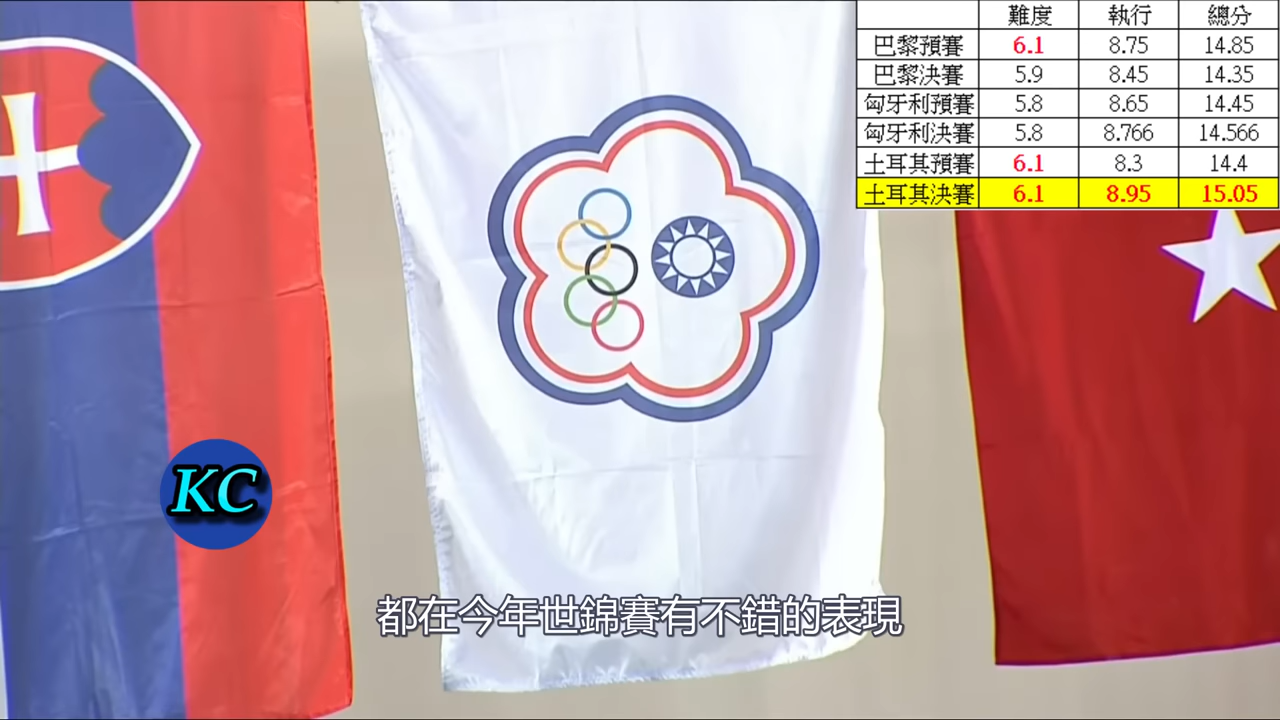 難度 執行 總分
巴黎預賽 6.1 8.75 14.85
巴黎決賽 5.9 8.45 14.35
匈牙利預賽 5.8 8.65 14.45
匈牙利決賽 5.8 8.766 14.566
土耳其預賽 6.1 8.3 14.4
土耳其決賽 6.1 8.95 15.05
KC
都在今年世錦賽有不錯的表現